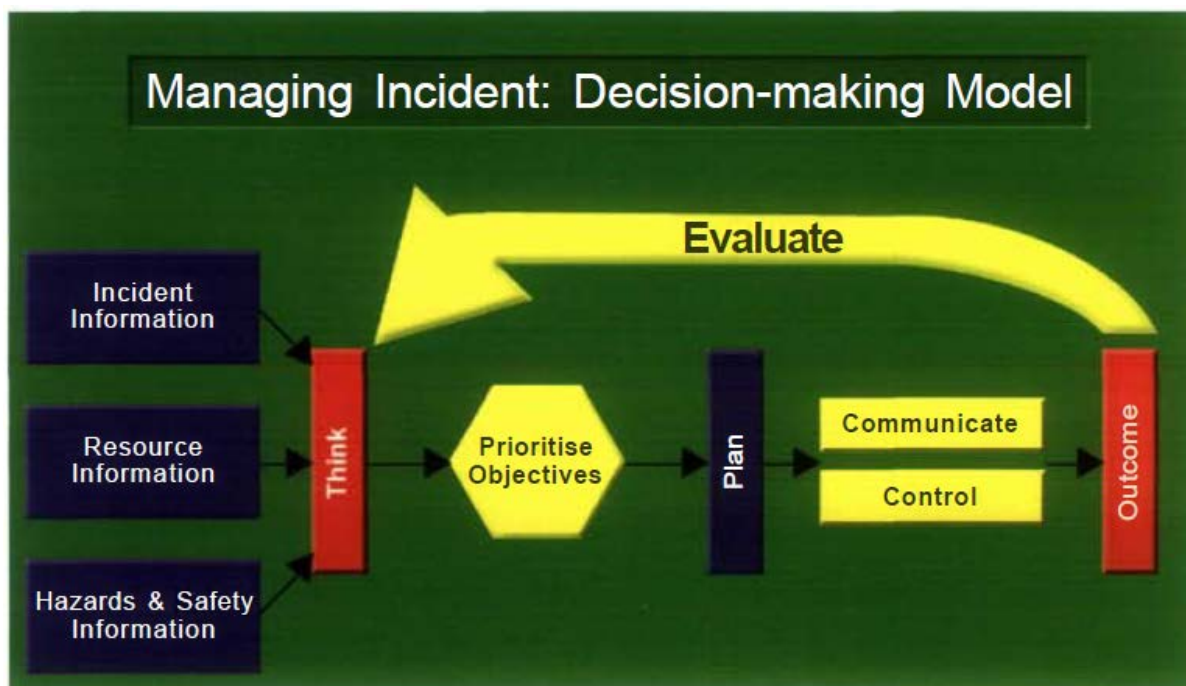 Managing Incident: Decision-making Model
Evaluate
Incident
Information
Resource
Information
Hazards & Safety
Information
Think
Prioritise
Objectives
Plan
Communicate
Control
Outcome